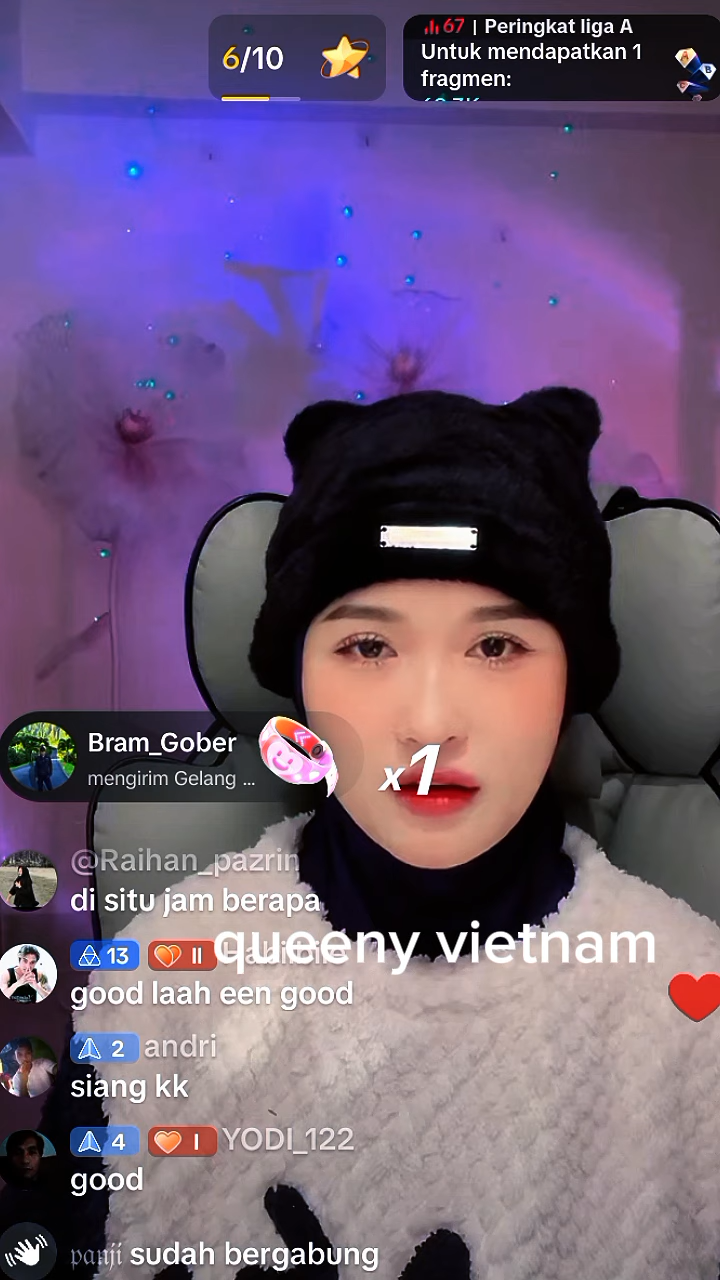 6/10
67 | Peringkat liga A
Untuk mendapatkan 1
fragmen:
Bram_Gober
mengirim Gelang ...
x1
@Raihan_pazrin
di situ jam berapa
queeny vietnam
13 II
good laah een good
2 andri
siang kk
4 I YODI_122
good
panji sudah bergabung